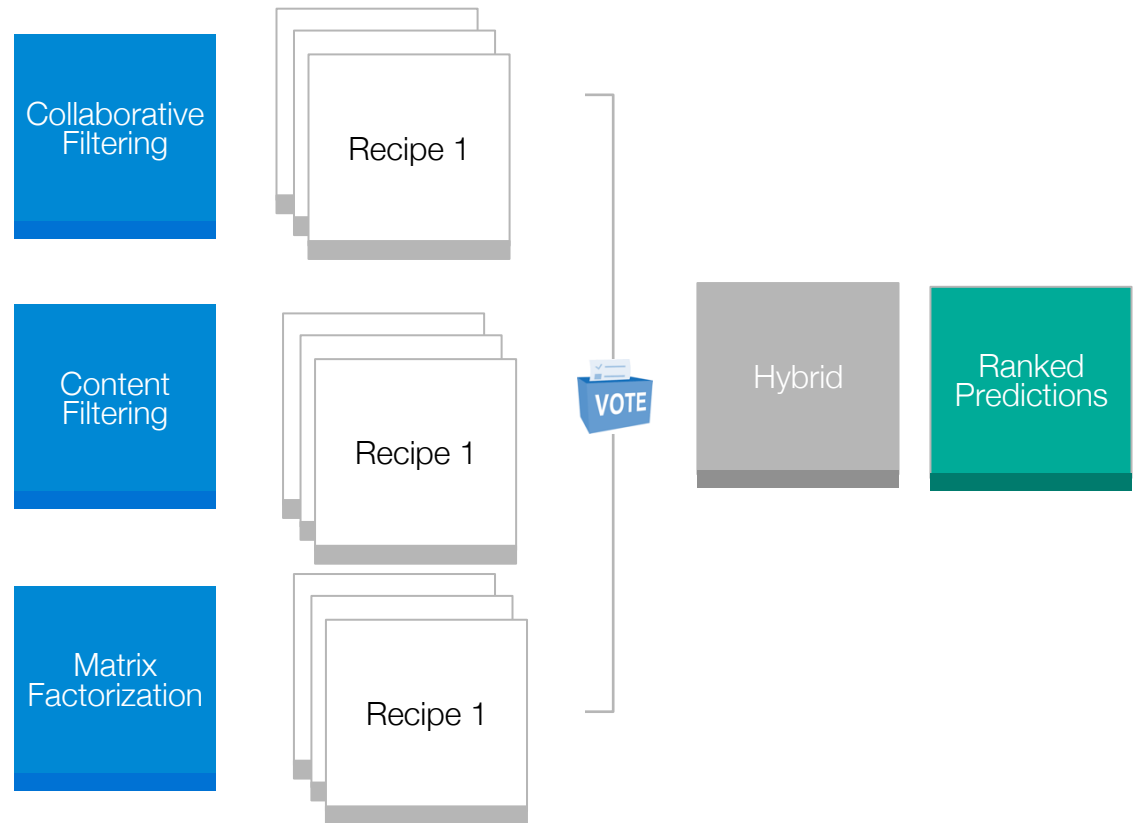 Collaborative
Filtering
Recipe 1
Content
Filtering
Recipe 1
VOTE
Hybrid
Ranked
Predictions
Matrix
Factorization
Recipe 1